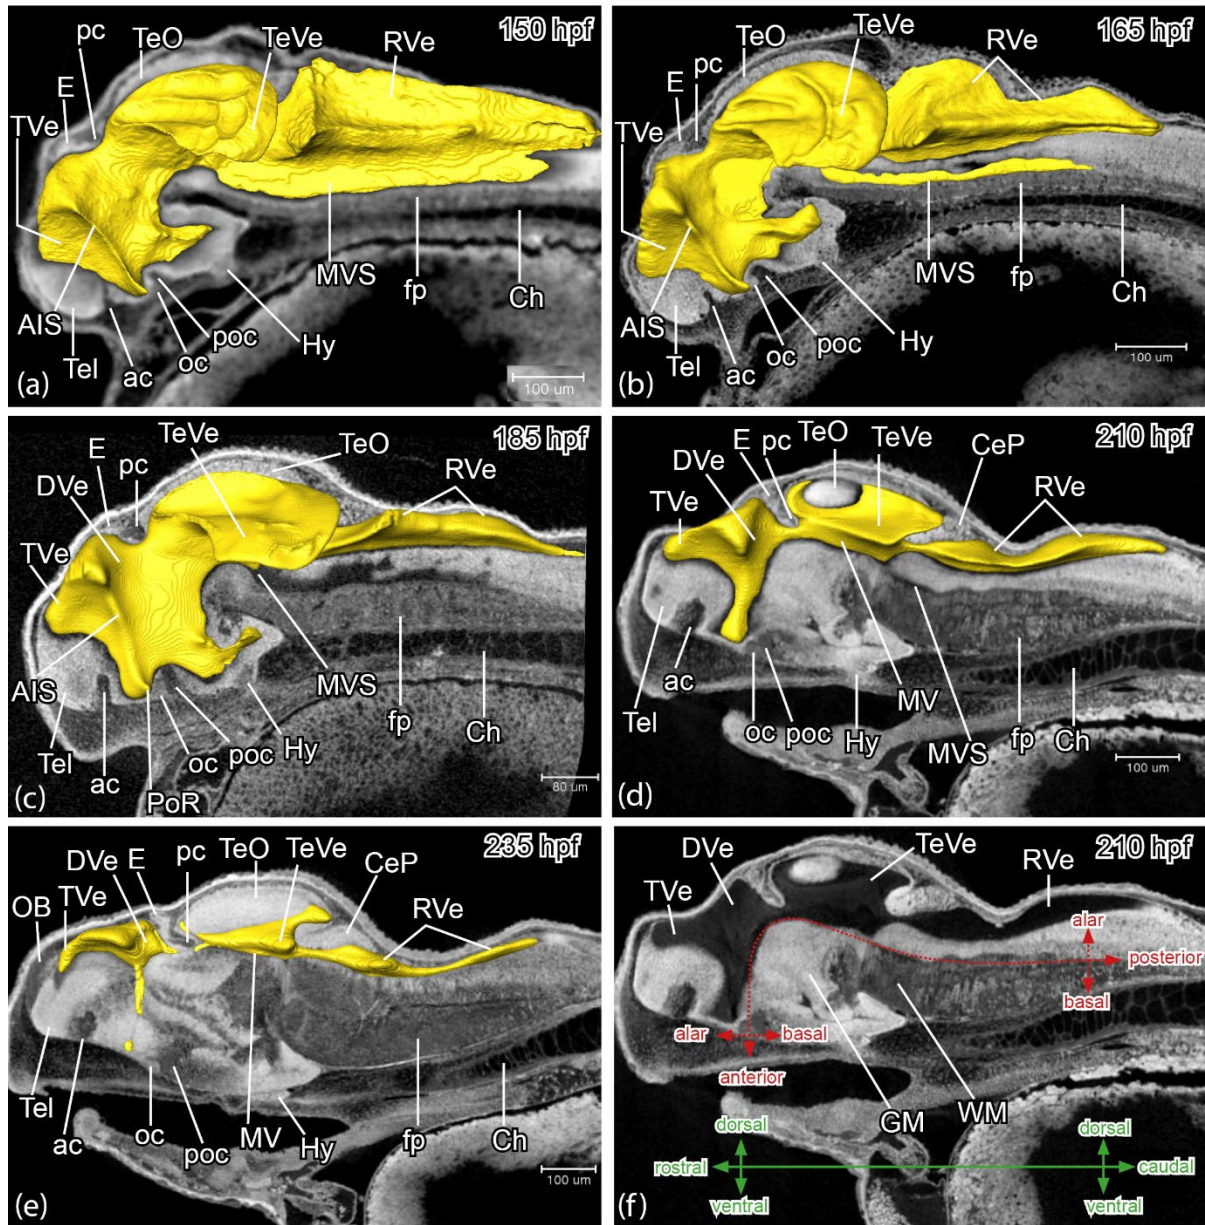 150 hpf
pc
TeO
TeVe
RVe
E
TVe
AIS
Tel
ac
oc
poc
Hy
MVS
fp
Ch
100 um
(a)
165 hpf
TeO
TeVe
RVe
E
pc
TVe
AIS
Tel
ac
oc
poc
Hy
MVS
fp
Ch
100 um
(b)
185 hpf
TeVe
TeO
E
pc
RVe
DVe
TVe
AIS
Tel
ac
PoR
oc
poc
Hy
MVS
fp
Ch
80 um
(c)
210 hpf
TeO
E
pc
TeVe
CeP
DVe
TVe
RVe
Tel
ac
oc
poc
Hy
MV
MVS
fp
Ch
100 um
(d)
235 hpf
DVe
E
pc
TeO
TeVe
CeP
OB
TVe
RVe
Tel
ac
oc
poc
MV
Hy
fp
Ch
100 um
(e)
210 hpf
DVe
TeVe
TVe
RVe
alar
posterior
basal
alar
basal
anterior
GM
WM
dorsal
dorsal
rostral
caudal
ventral
ventral
(f)